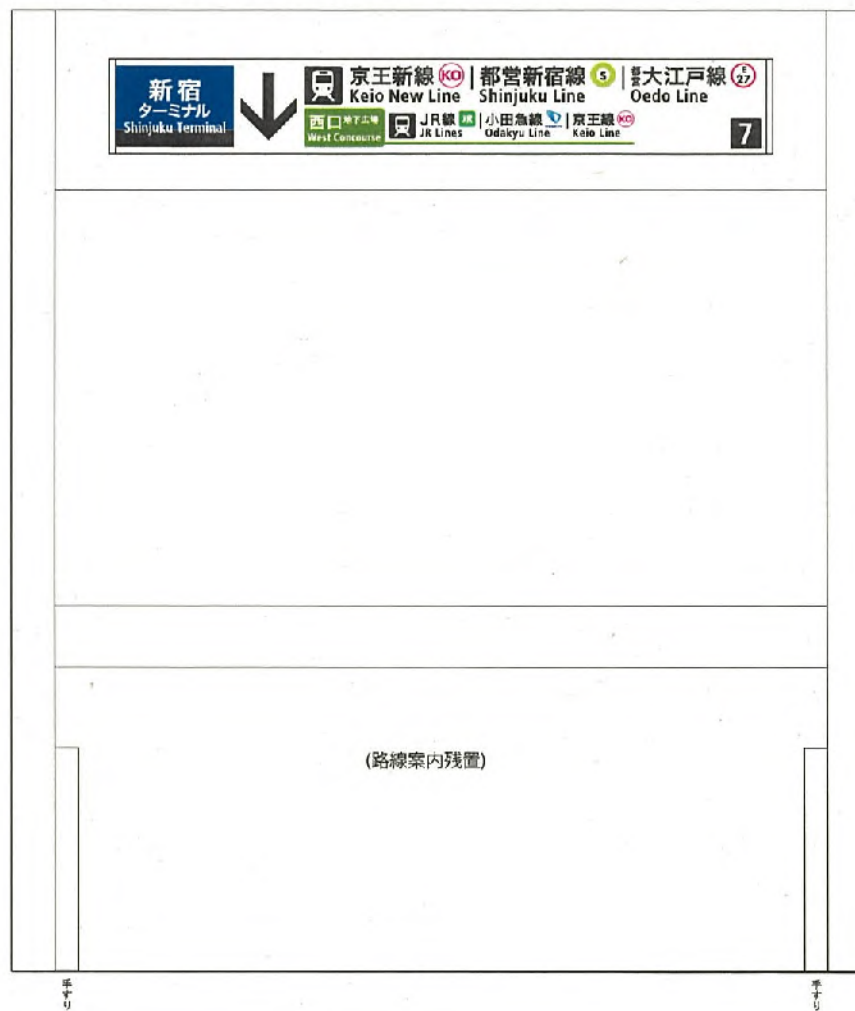 新宿
ターミナル
Shinjuku Terminal
京王新線 KO | 都営新宿線 S | 都営大江戸線 E 27
Keio New Line Shinjuku Line Oedo Line
西口 地下広場 JR線 JR | 小田急線 | 京王線 KO
West Concourse JR Lines Odakyu Line Keio Line
7
(路線案内残置)
手すり
手すり